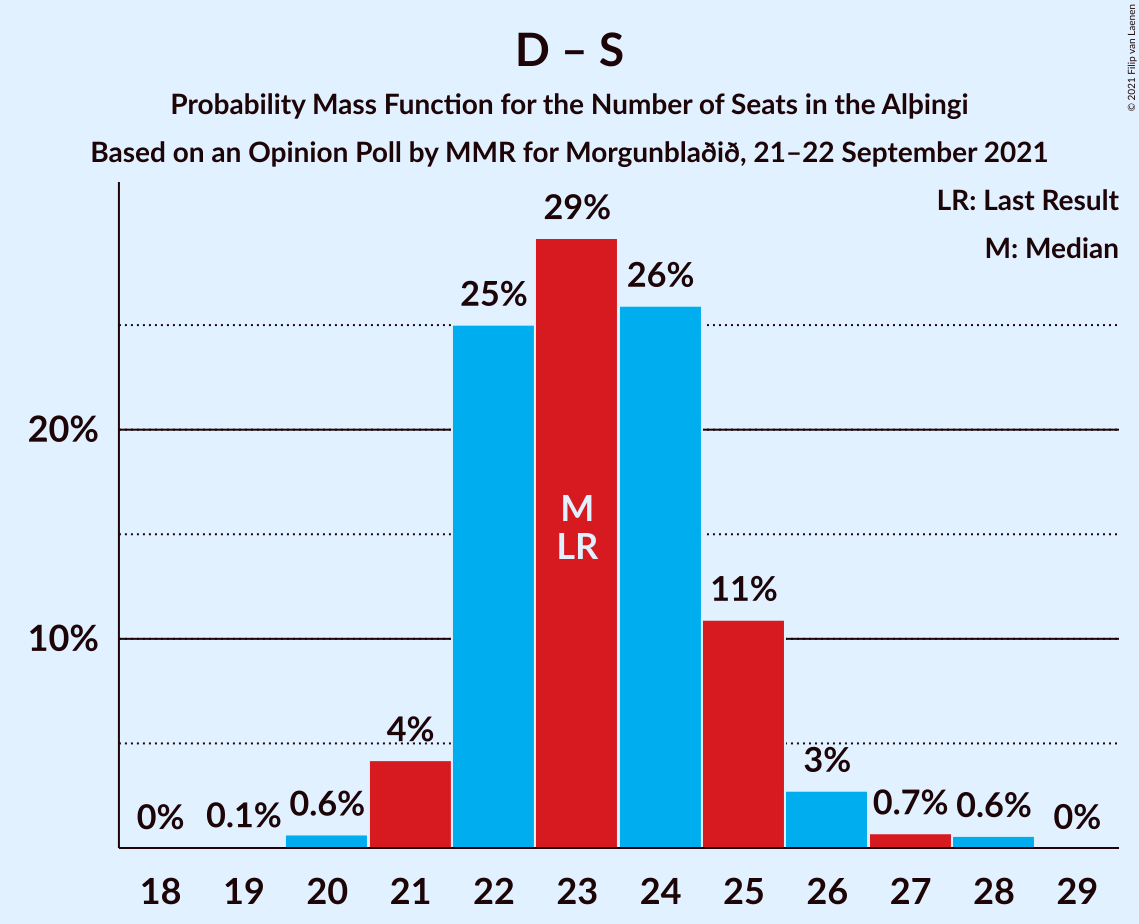 D – S
Probability Mass Function for the Number of Seats in the Alþingi
Based on an Opinion Poll by MMR for Morgunblaðið, 21–22 September 2021
© 2021 Filip van Laenen
LR: Last Result
M: Median
29%
26%
25%
20%
M
LR
11%
10%
4%
3%
0%
0.1%
0.6%
0.7%
0.6%
0%
18 19 20 21 22 23 24 25 26 27 28 29